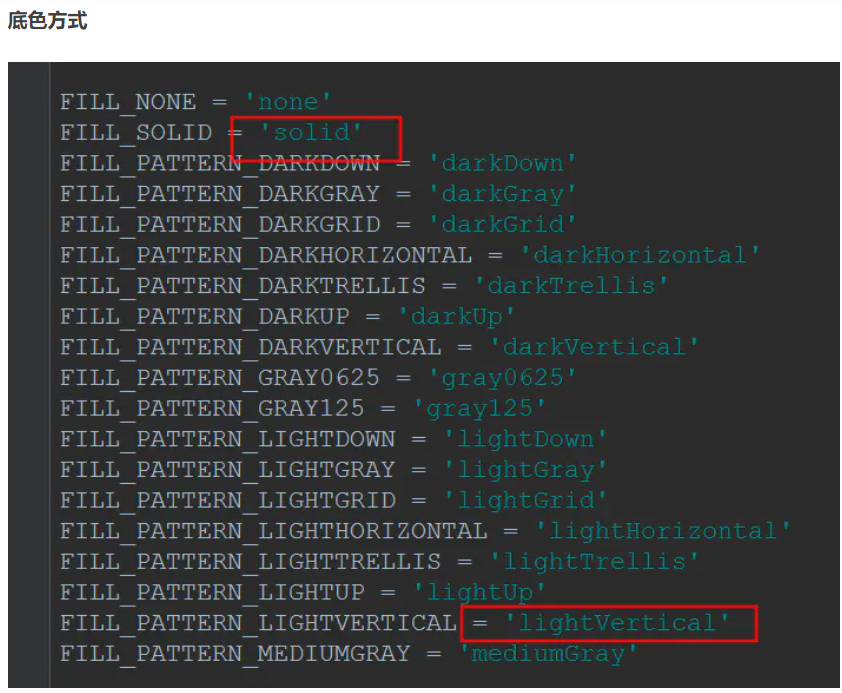 底色方式
FILL_NONE = 'none'
FILL_SOLID = 'solid'
FILL_PATTERN_DARKDOWN = 'darkDown'
FILL_PATTERN_DARKGRAY = 'darkGray'
FILL_PATTERN_DARKGRID = 'darkGrid'
FILL_PATTERN_DARKHORIZONTAL = 'darkHorizontal'
FILL_PATTERN_DARKTRELLIS = 'darkTrellis'
FILL_PATTERN_DARKUP = 'darkUp'
FILL_PATTERN_DARKVERTICAL = 'darkVertical'
FILL_PATTERN_GRAY0625 = 'gray0625'
FILL_PATTERN_GRAY125 = 'gray125'
FILL_PATTERN_LIGHTDOWN = 'lightDown'
FILL_PATTERN_LIGHTGRAY = 'lightGray'
FILL_PATTERN_LIGHTGRID = 'lightGrid'
FILL_PATTERN_LIGHTHORIZONTAL = 'lightHorizontal'
FILL_PATTERN_LIGHTTRELLIS = 'lightTrellis'
FILL_PATTERN_LIGHTUP = 'lightUp'
FILL_PATTERN_LIGHTVERTICAL = 'lightVertical'
FILL_PATTERN_MEDIUMGRAY = 'mediumGray'